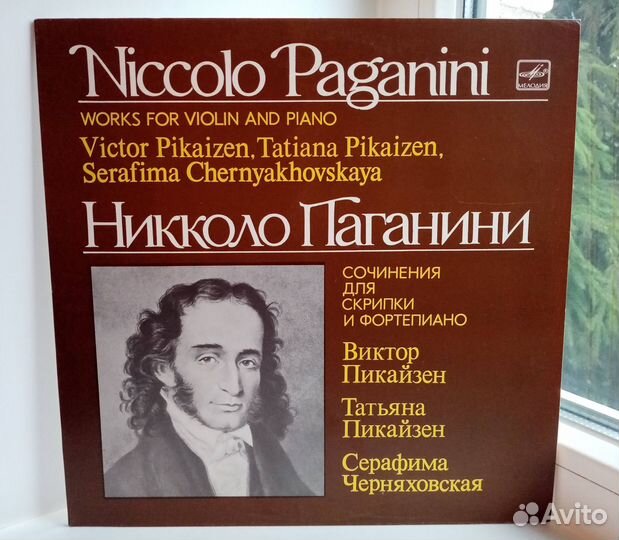 Niccolo Paganini
МЕЛОДИЯ
WORKS FOR VIOLIN AND PIANO
Victor Pikaizen, Tatiana Pikaizen,
Serafima Chernyakhovskaya
Никколо Паганини
СОЧИНЕНИЯ
ДЛЯ
СКРИПКИ
И ФОРТЕПИАНО
Виктор
Пикайзен
Татьяна
Пикайзен
Серафима
Черняховская
Avito